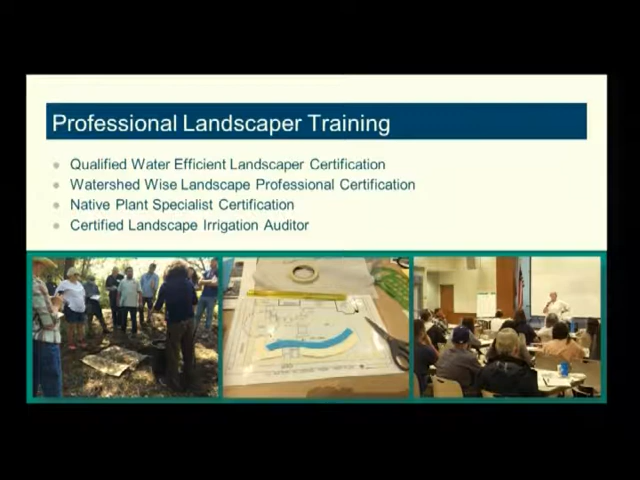 Professional Landscaper Training
Qualified Water Efficient Landscaper Certification
Watershed Wise Landscape Professional Certification
Native Plant Specialist Certification
Certified Landscape Irrigation Auditor